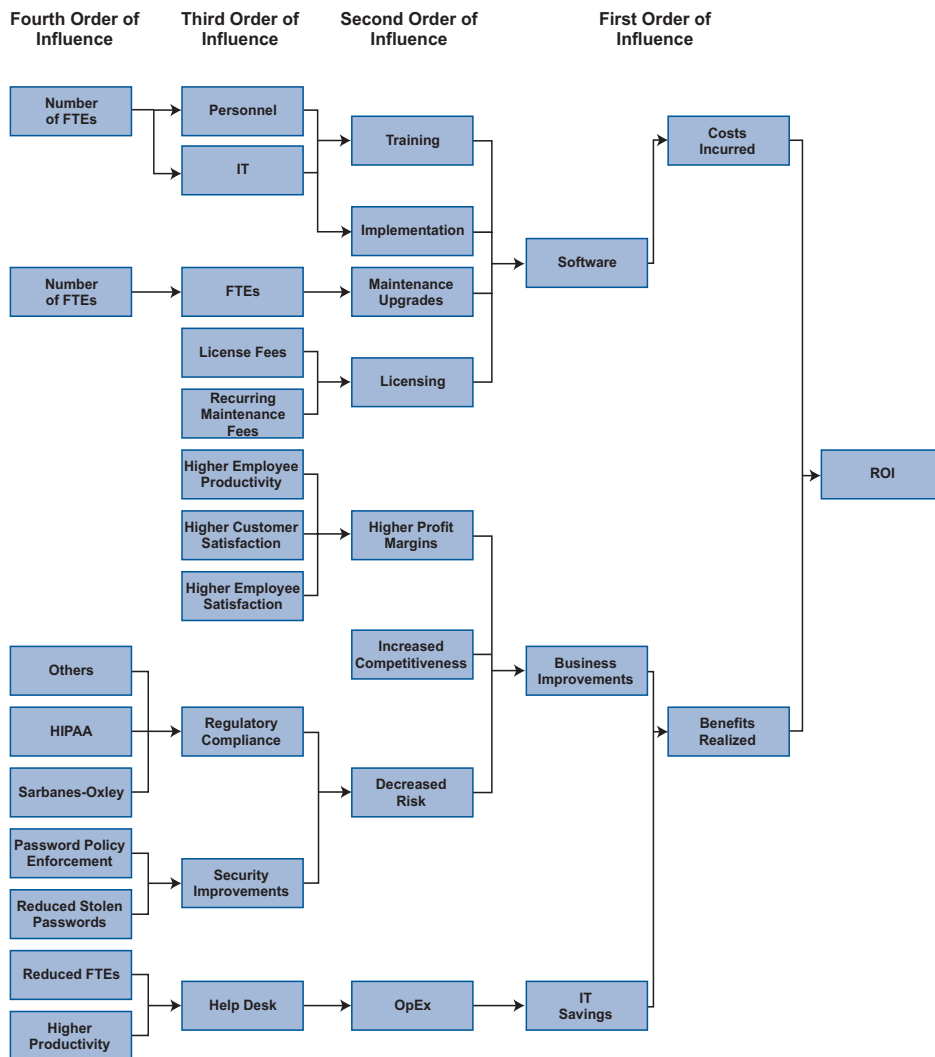 Fourth Order of
Influence
Third Order of
Influence
Second Order of
Influence
First Order of
Influence
Number
of FTEs
Personnel
IT
Training
Implementation
Costs
Incurred
Software
Number
of FTEs
FTEs
Maintenance
Upgrades
License Fees
Recurring
Maintenance
Fees
Licensing
Higher Employee
Productivity
Higher Customer
Satisfaction
Higher Employee
Satisfaction
Higher Profit
Margins
ROI
Increased
Competitiveness
Business
Improvements
Others
HIPAA
Sarbanes-Oxley
Regulatory
Compliance
Benefits
Realized
Decreased
Risk
Password Policy
Enforcement
Reduced Stolen
Passwords
Security
Improvements
Reduced FTEs
Higher
Productivity
Help Desk
OpEx
IT
Savings